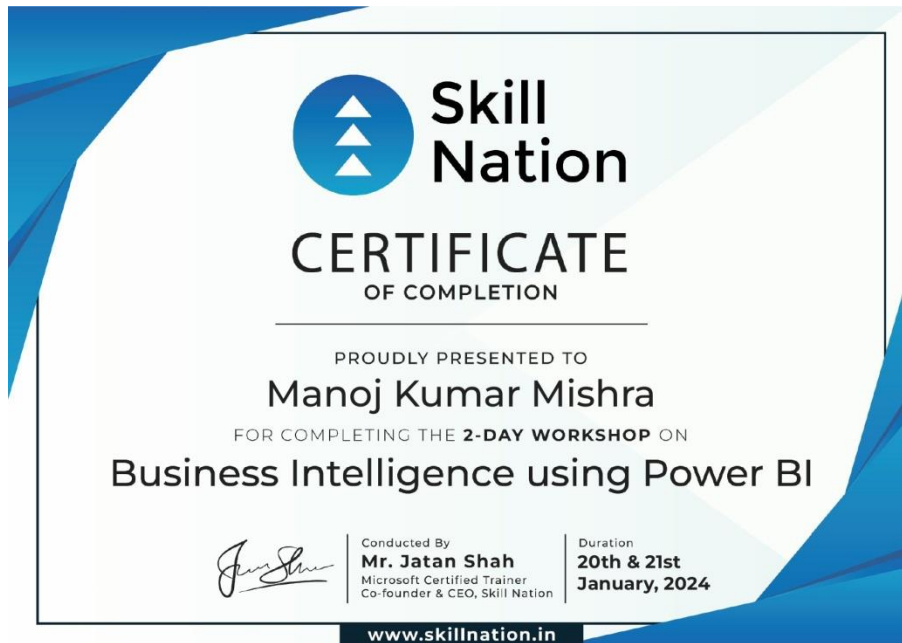 Skill
Nation
CERTIFICATE
OF COMPLETION
PROUDLY PRESENTED TO
Manoj Kumar Mishra
FOR COMPLETING THE 2-DAY WORKSHOP ON
Business Intelligence using Power BI
Conducted By
Mr. Jatan Shah
Microsoft Certified Trainer
Co-founder & CEO, Skill Nation
Duration
20th & 21st
January, 2024
www.skillnation.in